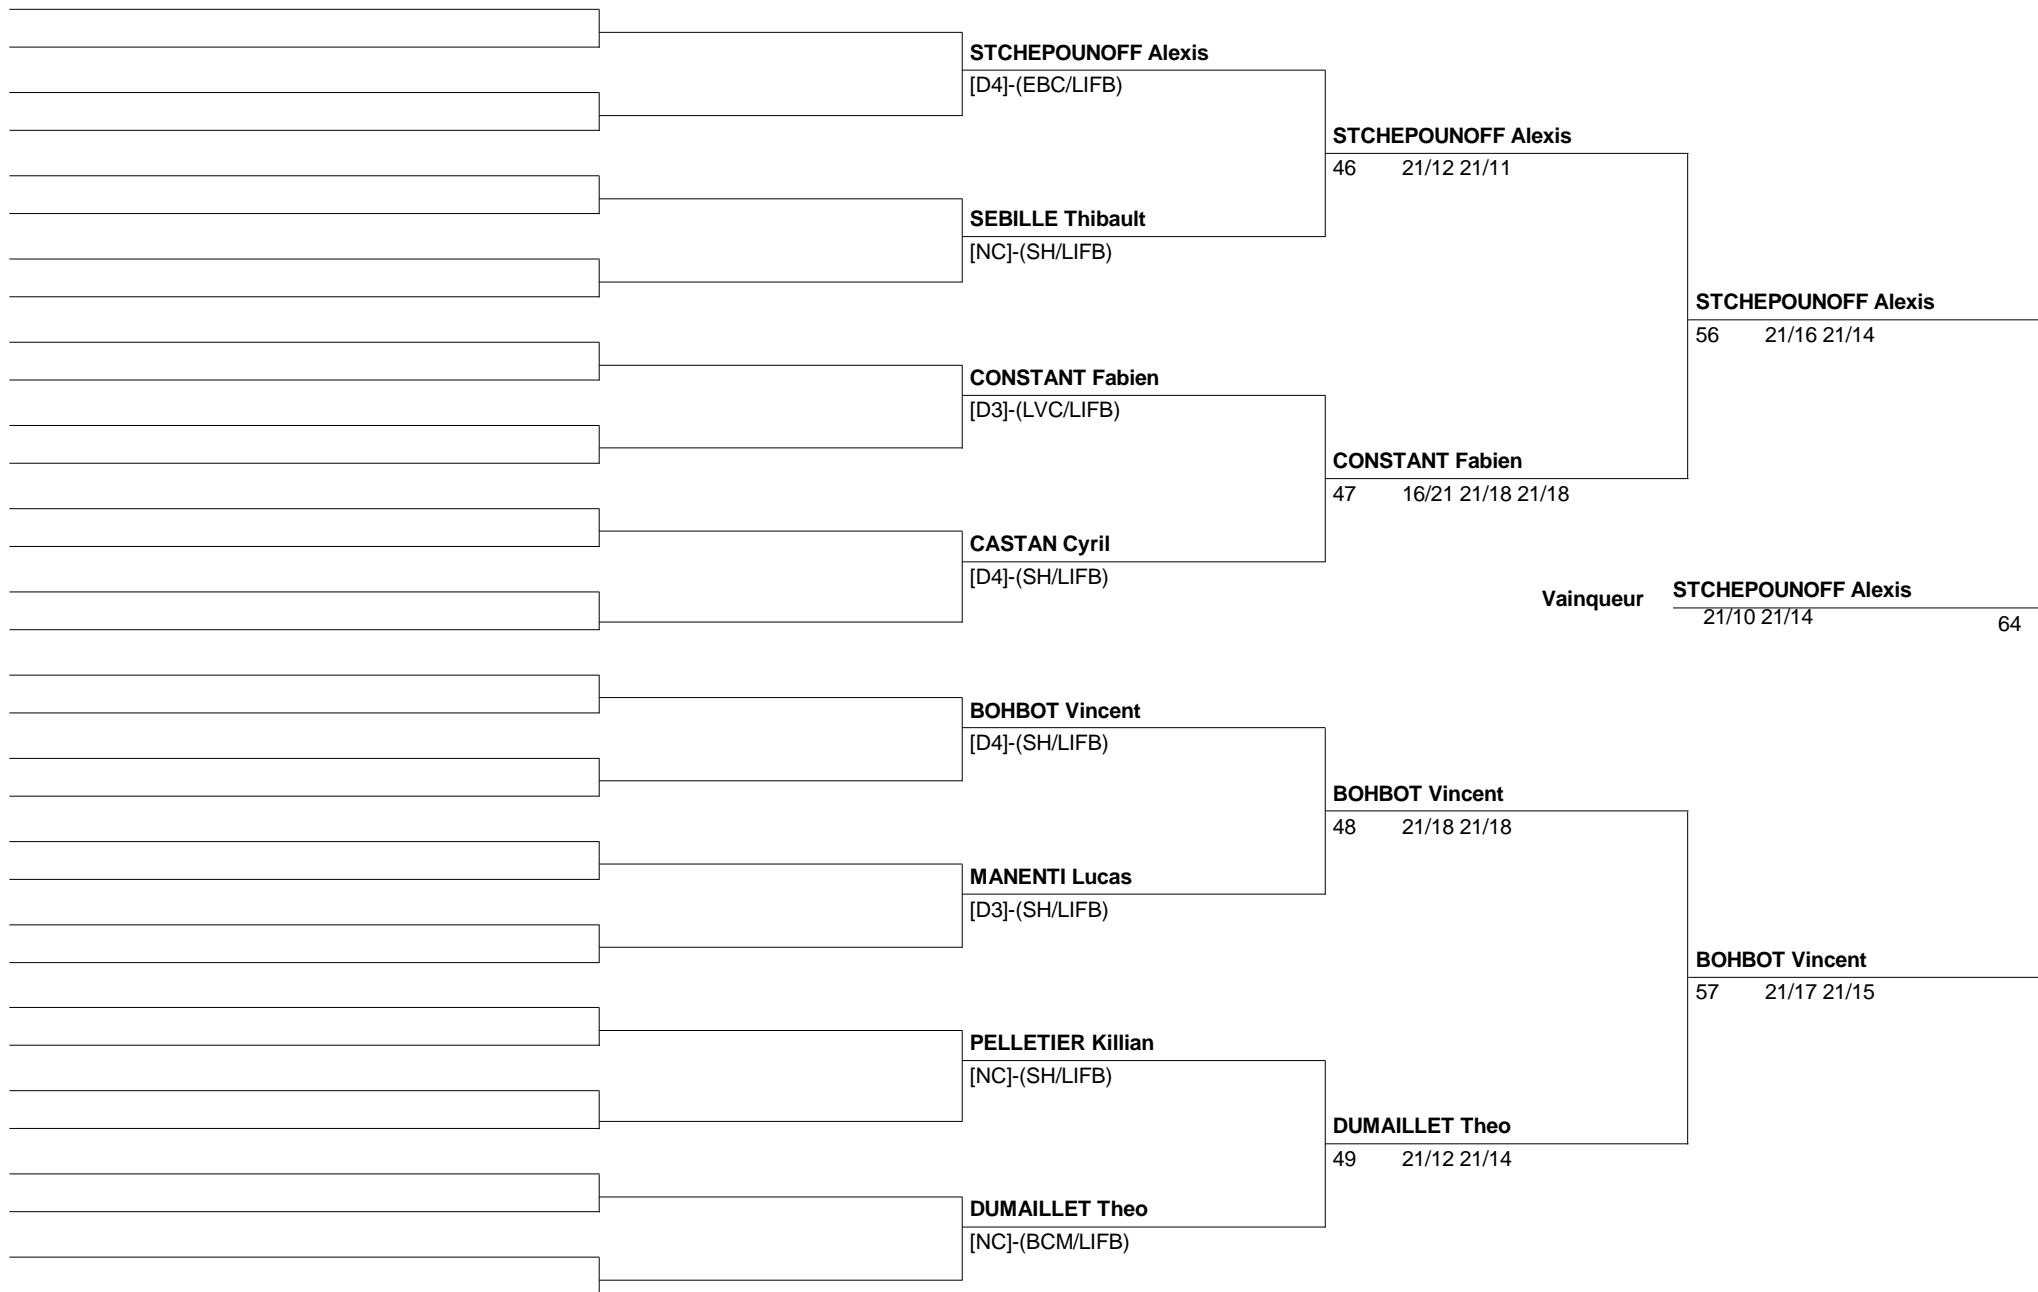 STCHEPOUNOFF Alexis
[D4]-(EBC/LIFB)
STCHEPOUNOFF Alexis
46 21/12 21/11
SEBILLE Thibault
[NC]-(SH/LIFB)
STCHEPOUNOFF Alexis
56 21/16 21/14
CONSTANT Fabien
[D3]-(LVC/LIFB)
CONSTANT Fabien
47 16/21 21/18 21/18
CASTAN Cyril
[D4]-(SH/LIFB)
Vainqueur STCHEPOUNOFF Alexis
21/10 21/14 64
BOHBOT Vincent
[D4]-(SH/LIFB)
BOHBOT Vincent
48 21/18 21/18
MANENTI Lucas
[D3]-(SH/LIFB)
BOHBOT Vincent
57 21/17 21/15
PELLETIER Killian
[NC]-(SH/LIFB)
DUMAILLET Theo
49 21/12 21/14
DUMAILLET Theo
[NC]-(BCM/LIFB)